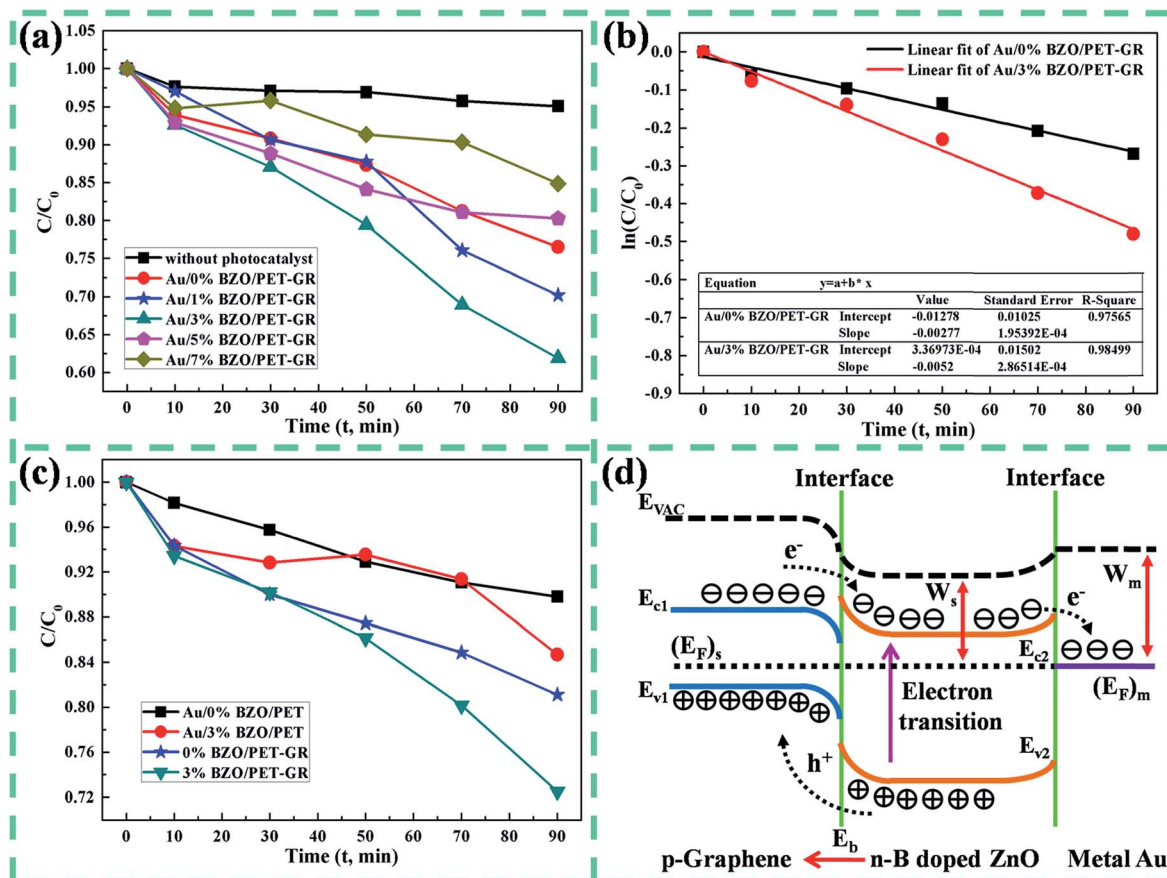 (a)
1.05
1.00
0.95
0.90
0.85
0.80
0.75
0.70
0.65
0.60
C/C0
without photocatalyst
Au/0% BZO/PET-GR
Au/1% BZO/PET-GR
Au/3% BZO/PET-GR
Au/5% BZO/PET-GR
Au/7% BZO/PET-GR
0 10 20 30 40 50 60 70 80 90
Time (t, min)
(b)
0.0
-0.1
-0.2
-0.3
-0.4
-0.5
-0.6
-0.7
-0.8
-0.9
ln(C/C0)
Linear fit of Au/0% BZO/PET-GR
Linear fit of Au/3% BZO/PET-GR
Equation y=a+b* x
Value Standard Error R-Square
Au/0% BZO/PET-GR Intercept -0.01278 0.01025 0.97565
Slope -0.00277 1.95392E-04
Au/3% BZO/PET-GR Intercept 3.36973E-04 0.01502 0.98499
Slope -0.0052 2.86514E-04
0 10 20 30 40 50 60 70 80 90
Time (t, min)
(c)
1.00
0.96
0.92
0.88
0.84
0.80
0.76
0.72
C/C0
Au/0% BZO/PET
Au/3% BZO/PET
0% BZO/PET-GR
3% BZO/PET-GR
0 10 20 30 40 50 60 70 80 90
Time (t, min)
(d)
Interface Interface
EVAC
e-
Ws
Wm
e-
Ec1
(EF)s
Ec2
(EF)m
Ev1
Electron
transition
Ev2
h+
Eb
p-Graphene n-B doped ZnO Metal Au